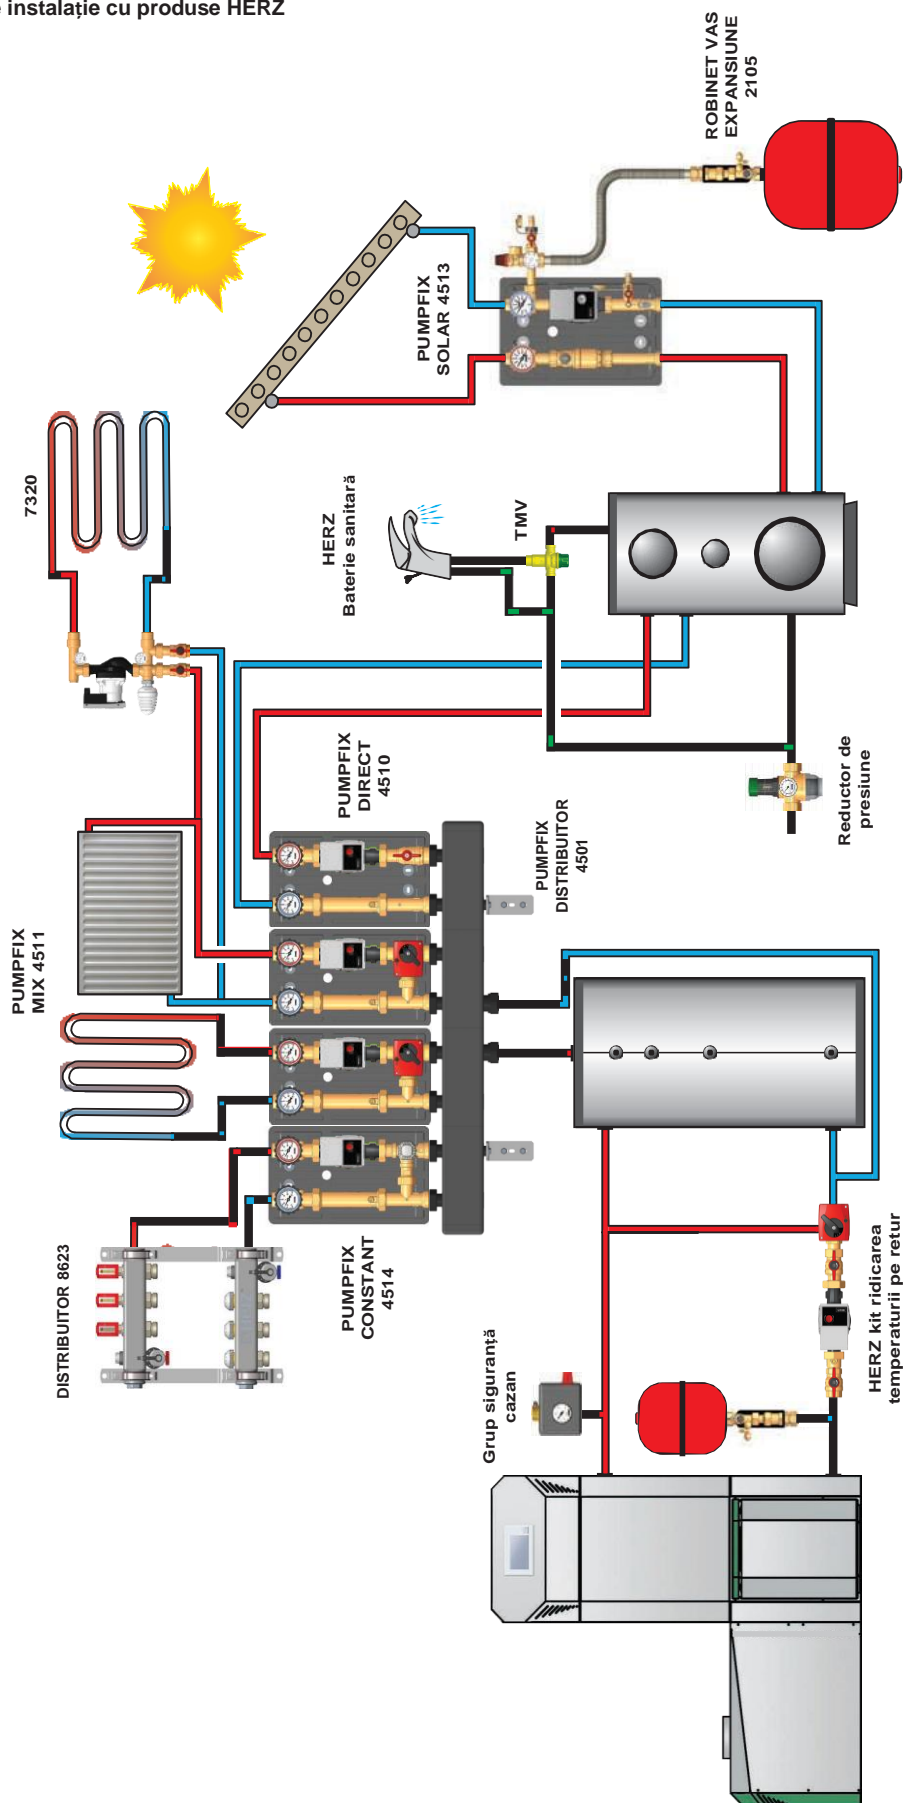 instalație cu produse HERZ
ROBINET VAS
EXPANSIUNE
2105
PUMPFIX
SOLAR 4513
7320
HERZ
Baterie sanitară
TMV
PUMPFIX
DIRECT
4510
Reductor de
presiune
PUMPFIX
DISTRIBUITOR
4501
PUMPFIX
MIX 4511
DISTRIBUITOR 8623
PUMPFIX
CONSTANT
4514
Grup siguranță
cazan
HERZ kit ridicarea
temperaturii pe retur